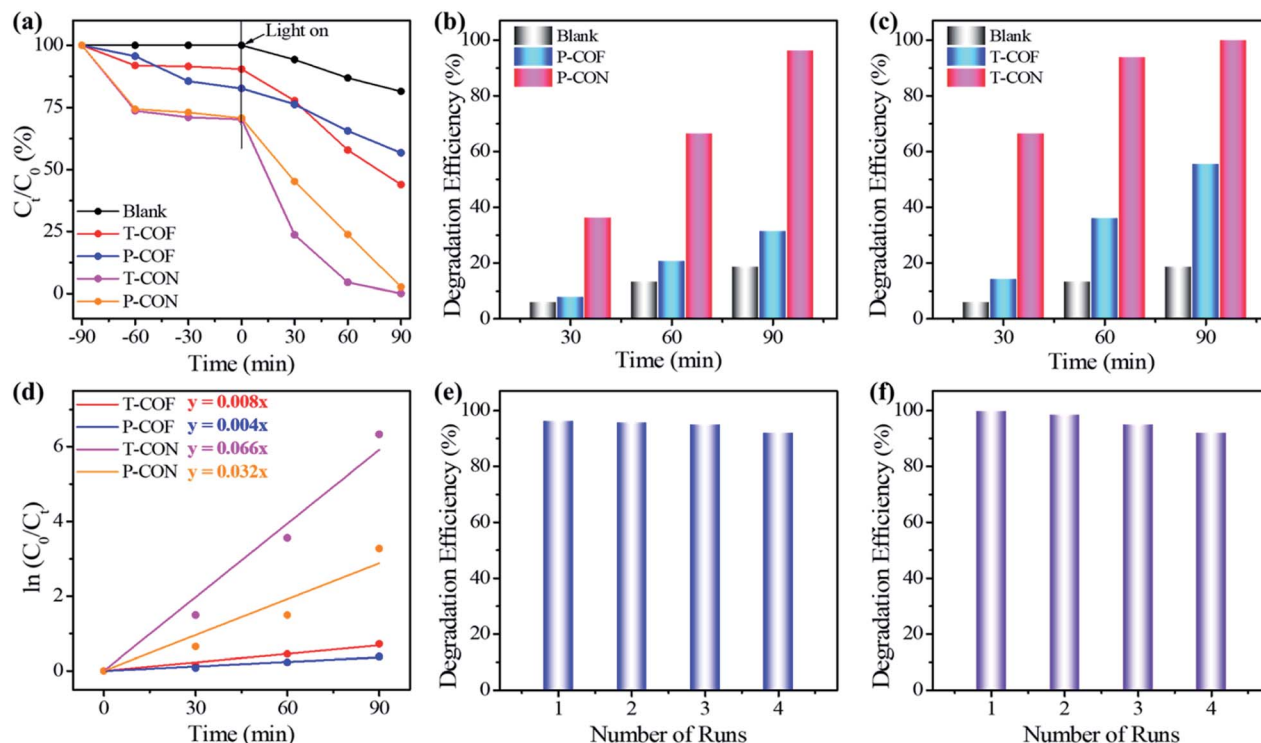 (a)
Light on
C_t/C_0 (%)
100
75
50
25
0
Blank
T-COF
P-COF
T-CON
P-CON
-90 -60 -30 0 30 60 90
Time (min)
(b)
Degradation Efficiency (%)
100
80
60
40
20
0
Blank
P-COF
P-CON
30 60 90
Time (min)
(c)
Degradation Efficiency (%)
100
80
60
40
20
0
Blank
T-COF
T-CON
30 60 90
Time (min)
(d)
ln (C_0/C_t)
6
4
2
0
T-COF y = 0.008x
P-COF y = 0.004x
T-CON y = 0.066x
P-CON y = 0.032x
0 30 60 90
Time (min)
(e)
Degradation Efficiency (%)
100
80
60
40
20
0
1 2 3 4
Number of Runs
(f)
Degradation Efficiency (%)
100
80
60
40
20
0
1 2 3 4
Number of Runs